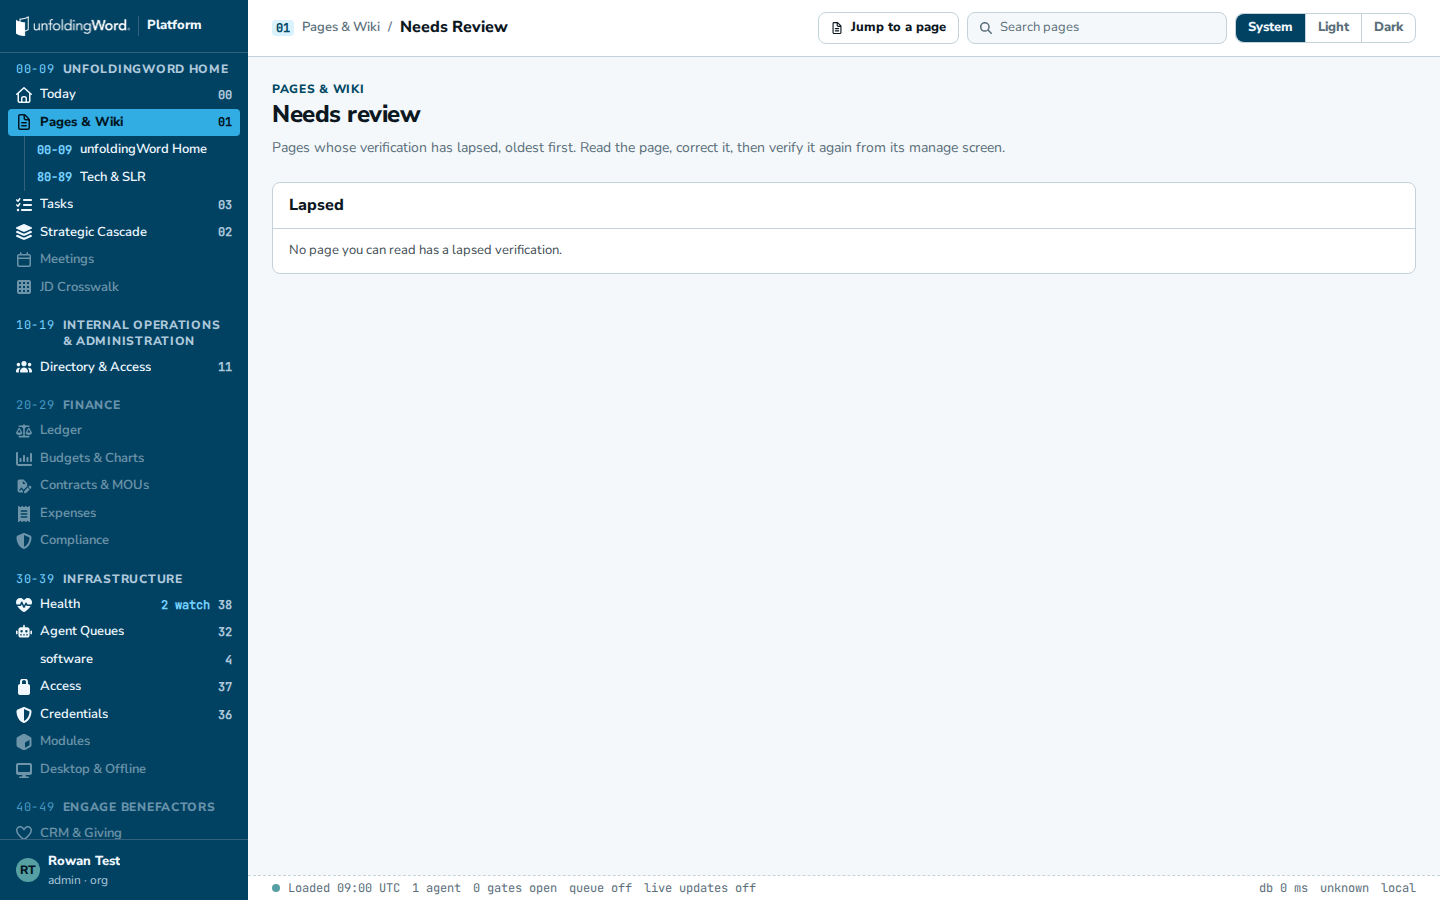 unfoldingWord Platform
00-09 UNFOLDINGWORD HOME
Today 00
Pages & Wiki 01
00-09 unfoldingWord Home
80-89 Tech & SLR
Tasks 03
Strategic Cascade 02
Meetings
JD Crosswalk
10-19 INTERNAL OPERATIONS
& ADMINISTRATION
Directory & Access 11
20-29 FINANCE
Ledger
Budgets & Charts
Contracts & MOUs
Expenses
Compliance
30-39 INFRASTRUCTURE
Health 2 watch 38
Agent Queues 32
software 4
Access 37
Credentials 36
Modules
Desktop & Offline
40-49 ENGAGE BENEFACTORS
CRM & Giving
RT Rowan Test
admin · org
01 Pages & Wiki / Needs Review
Jump to a page
Search pages
System Light Dark
PAGES & WIKI
Needs review
Pages whose verification has lapsed, oldest first. Read the page, correct it, then verify it again from its manage screen.
Lapsed
No page you can read has a lapsed verification.
Loaded 09:00 UTC 1 agent 0 gates open queue off live updates off
db 0 ms unknown local